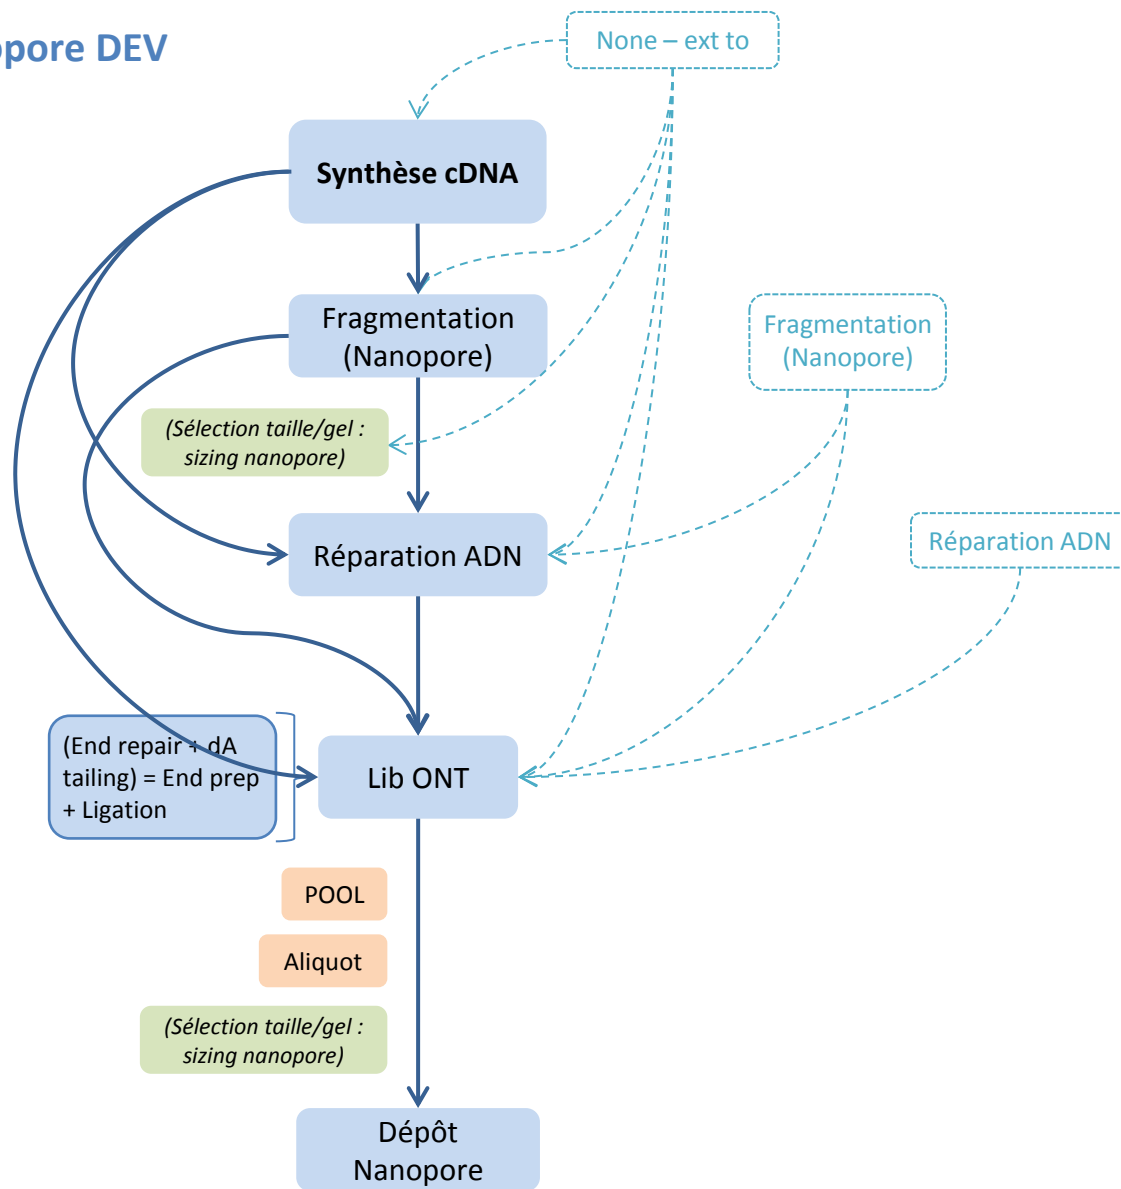 opore DEV
None – ext to
Synthèse cDNA
Fragmentation
(Nanopore)
Fragmentation
(Nanopore)
(Sélection taille/gel :
sizing nanopore)
Réparation ADN
Réparation ADN
(End repair + dA
tailing) = End prep
+ Ligation
Lib ONT
POOL
Aliquot
(Sélection taille/gel :
sizing nanopore)
Dépôt
Nanopore